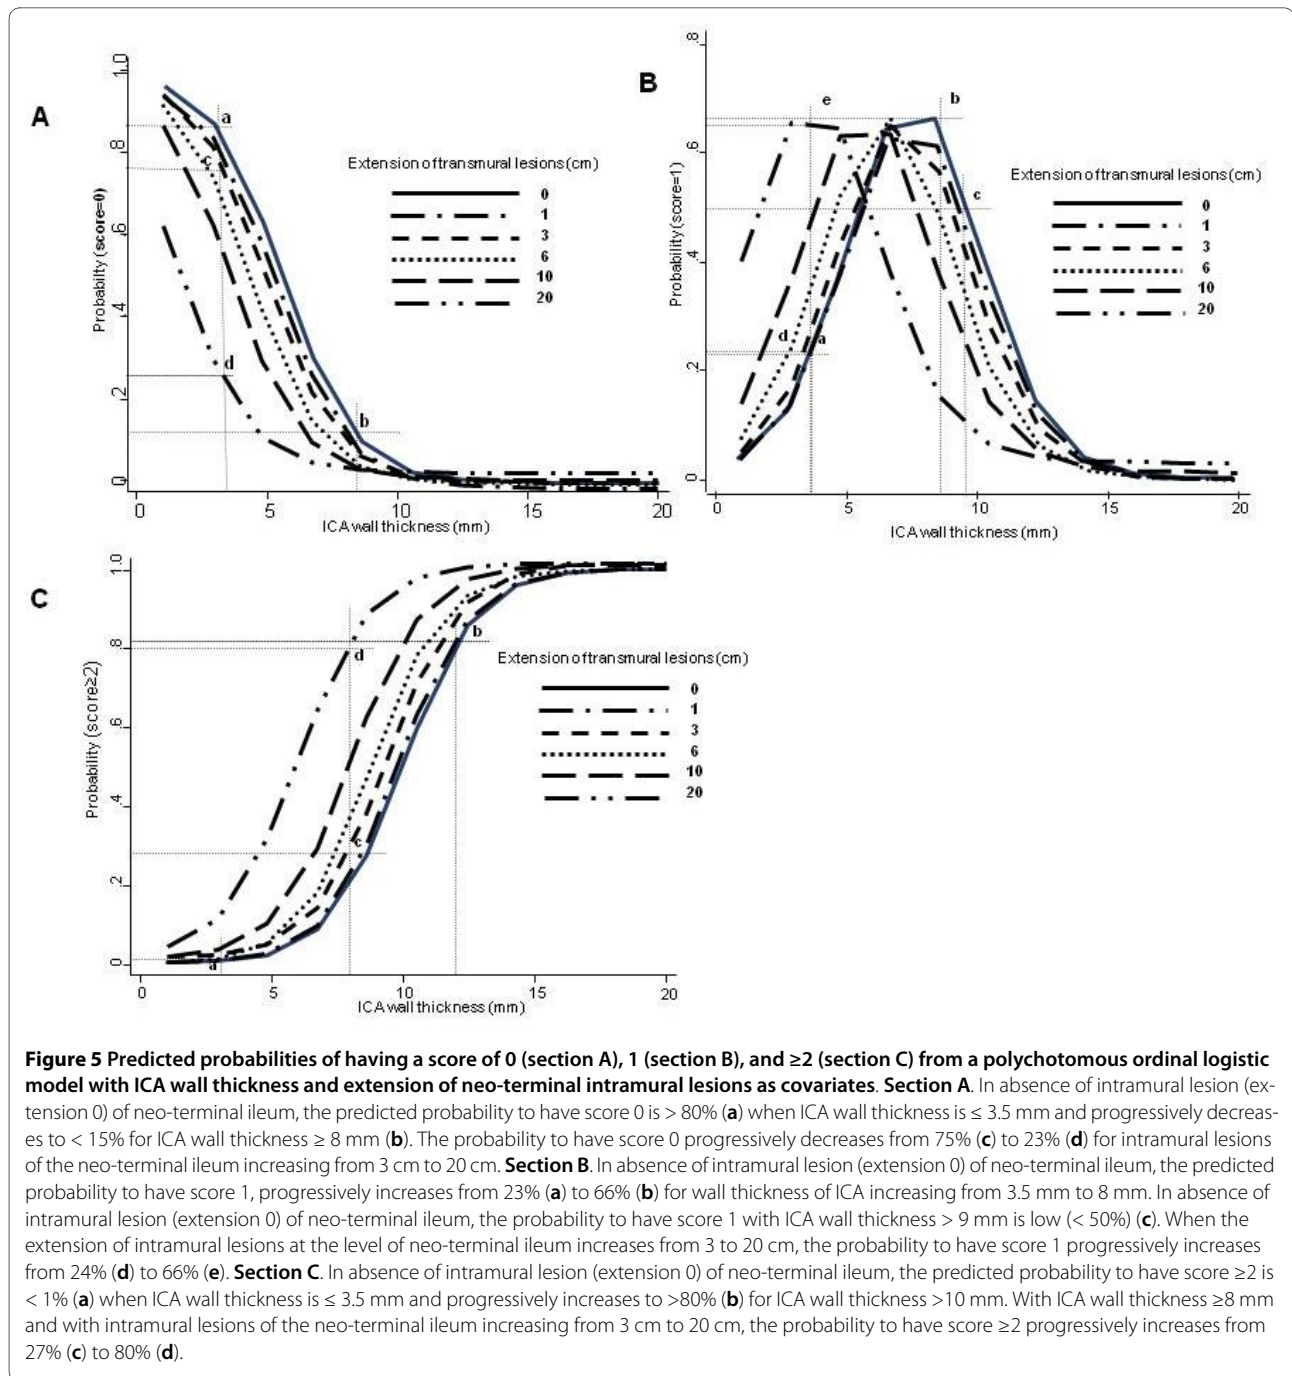 A
1.0
.8
.6
.4
.2
0
Probability (score=0)
a
c
d
b
Extension of transmural lesions (cm)
0
1
3
6
10
20
0 5 10 15 20
ICA wall thickness (mm)
B
.8
.6
.4
.2
0
Probability (score=1)
e
b
c
d
a
Extension of transmural lesions (cm)
0
1
3
6
10
20
0 5 10 15 20
ICA wall thickness (mm)
C
1.0
.8
.6
.4
.2
0
Probability (score≥2)
b
d
c
a
Extension of transmural lesions (cm)
0
1
3
6
10
20
0 5 10 15 20
ICA wall thickness (mm)
Figure 5 Predicted probabilities of having a score of 0 (section A), 1 (section B), and ≥2 (section C) from a polychotomous ordinal logistic
model with ICA wall thickness and extension of neo-terminal intramural lesions as covariates. Section A. In absence of intramural lesion (ex-
tension 0) of neo-terminal ileum, the predicted probability to have score 0 is > 80% (a) when ICA wall thickness is ≤ 3.5 mm and progressively decreas-
es to < 15% for ICA wall thickness ≥ 8 mm (b). The probability to have score 0 progressively decreases from 75% (c) to 23% (d) for intramural lesions
of the neo-terminal ileum increasing from 3 cm to 20 cm. Section B. In absence of intramural lesion (extension 0) of neo-terminal ileum, the predicted
probability to have score 1, progressively increases from 23% (a) to 66% (b) for wall thickness of ICA increasing from 3.5 mm to 8 mm. In absence of
intramural lesion (extension 0) of neo-terminal ileum, the probability to have score 1 with ICA wall thickness > 9 mm is low (< 50%) (c). When the
extension of intramural lesions at the level of neo-terminal ileum increases from 3 to 20 cm, the probability to have score 1 progressively increases
from 24% (d) to 66% (e). Section C. In absence of intramural lesion (extension 0) of neo-terminal ileum, the predicted probability to have score ≥2 is
< 1% (a) when ICA wall thickness is ≤ 3.5 mm and progressively increases to >80% (b) for ICA wall thickness >10 mm. With ICA wall thickness ≥8 mm
and with intramural lesions of the neo-terminal ileum increasing from 3 cm to 20 cm, the probability to have score ≥2 progressively increases from
27% (c) to 80% (d).